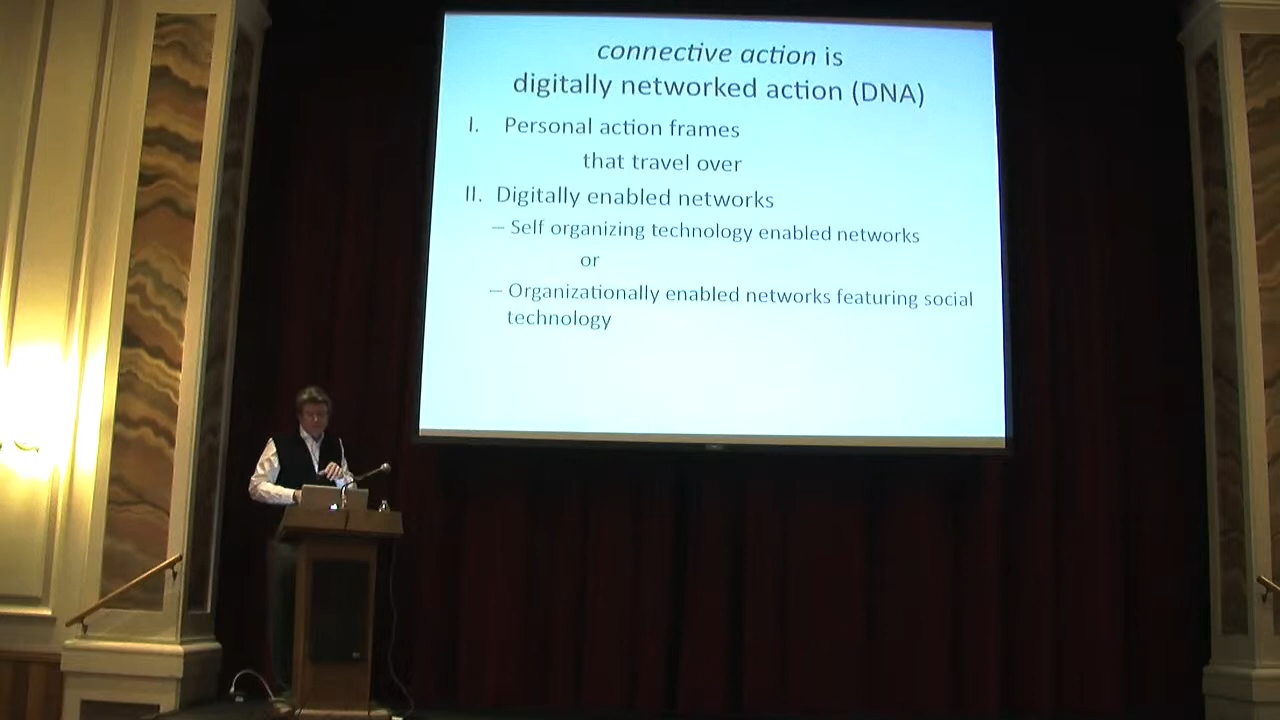 connective action is
digitally networked action (DNA)
I. Personal action frames
that travel over
II. Digitally enabled networks
– Self organizing technology enabled networks
or
– Organizationally enabled networks featuring social
technology